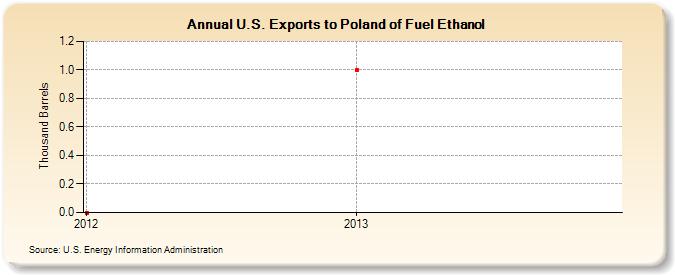 Annual U.S. Exports to Poland of Fuel Ethanol
Thousand Barrels
1.2
1.0
0.8
0.6
0.4
0.2
0.0
2012 2013
Source: U.S. Energy Information Administration